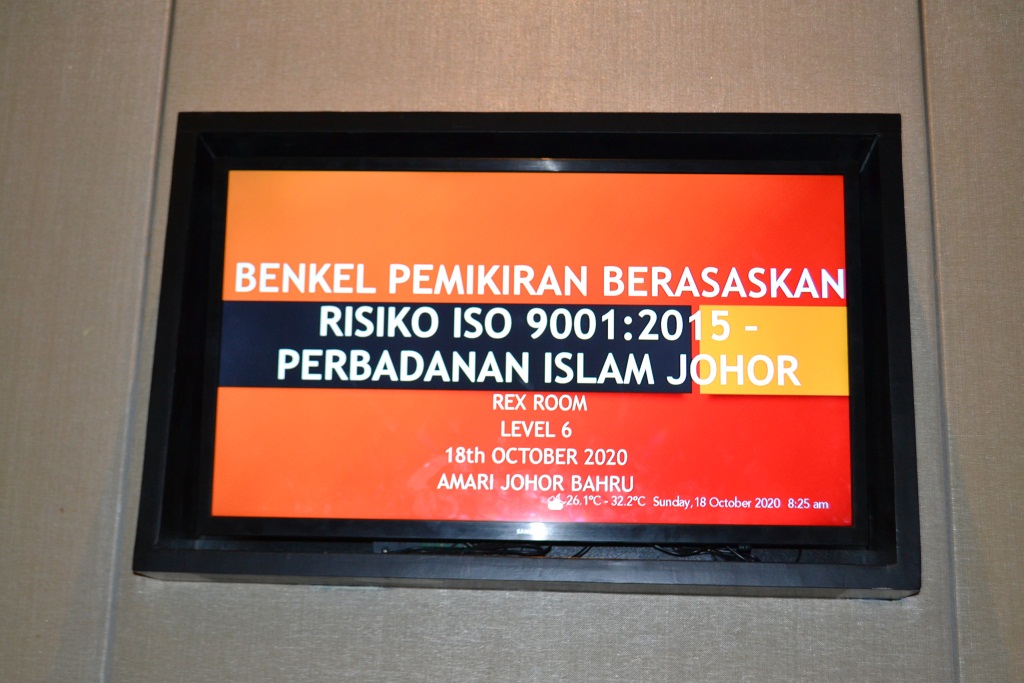 BENKEL PEMIKIRAN BERASASKAN
RISIKO ISO 9001:2015 -
PERBADANAN ISLAM JOHOR
REX ROOM
LEVEL 6
18th OCTOBER 2020
AMARI JOHOR BAHRU
26.1°C - 32.2°C Sunday, 18 October 2020 8:25 am